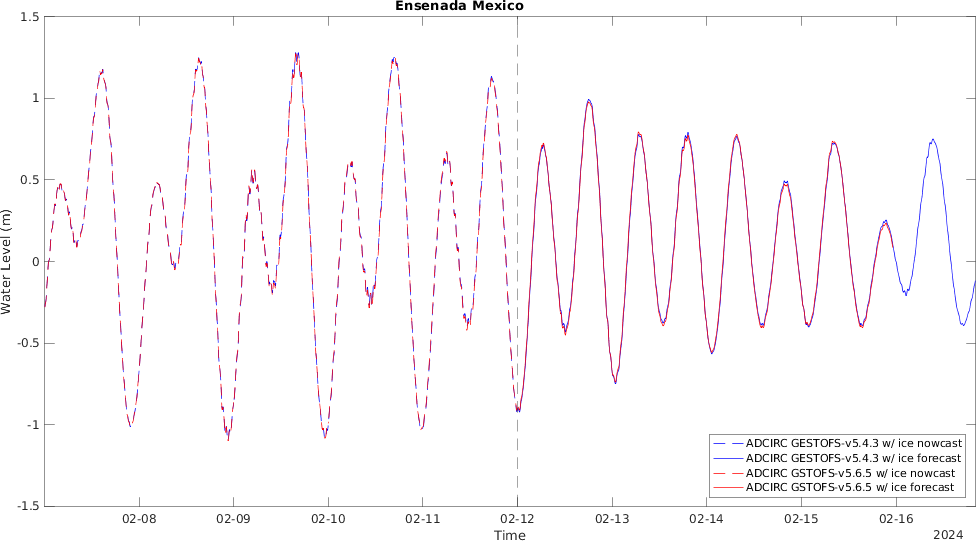 Ensenada Mexico
1.5
1
0.5
0
-0.5
-1
-1.5
Water Level (m)
02-08 02-09 02-10 02-11 02-12 02-13 02-14 02-15 02-16
Time
2024
ADCIRC GESTOFS-v5.4.3 w/ ice nowcast
ADCIRC GESTOFS-v5.4.3 w/ ice forecast
ADCIRC GSTOFS-v5.6.5 w/ ice nowcast
ADCIRC GSTOFS-v5.6.5 w/ ice forecast